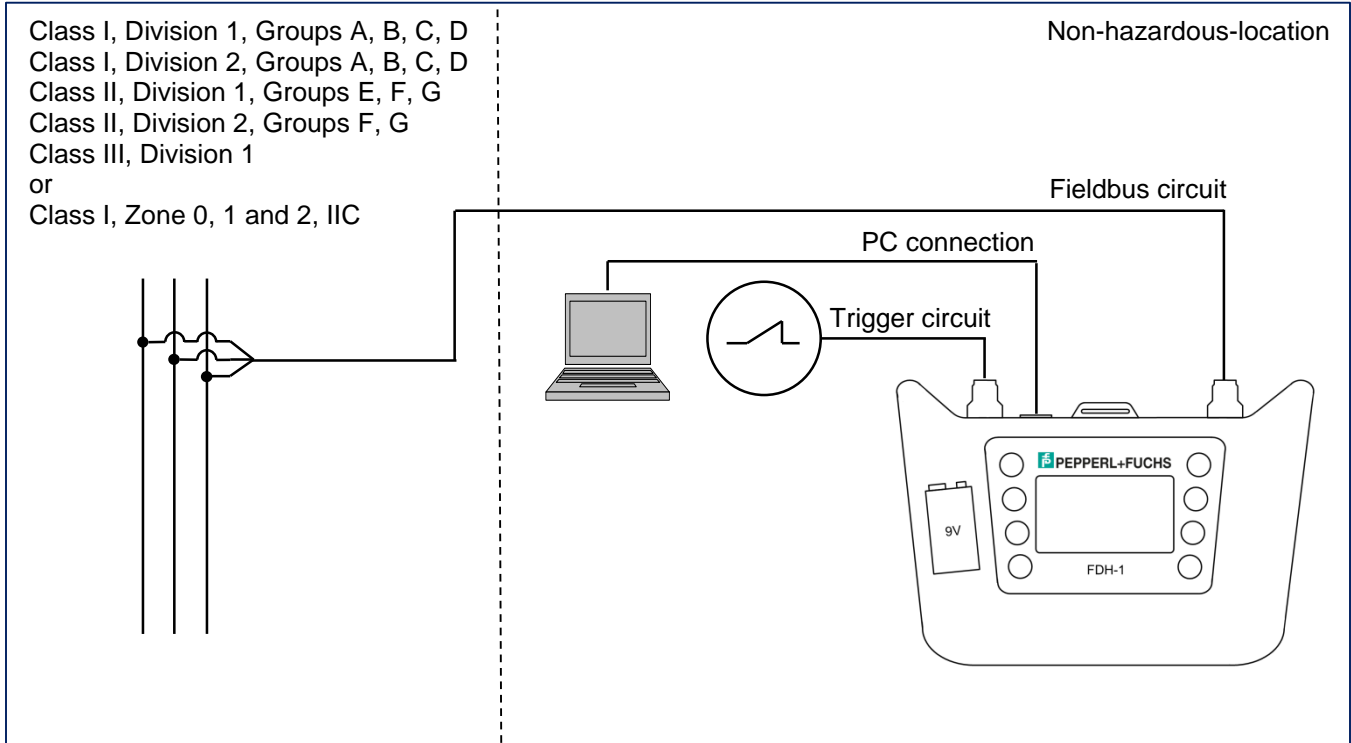 Class I, Division 1, Groups A, B, C, D
Class I, Division 2, Groups A, B, C, D
Class II, Division 1, Groups E, F, G
Class II, Division 2, Groups F, G
Class III, Division 1
or
Class I, Zone 0, 1 and 2, IIC
Non-hazardous-location
Fieldbus circuit
PC connection
Trigger circuit
PEPPERL+FUCHS
9V
FDH-1